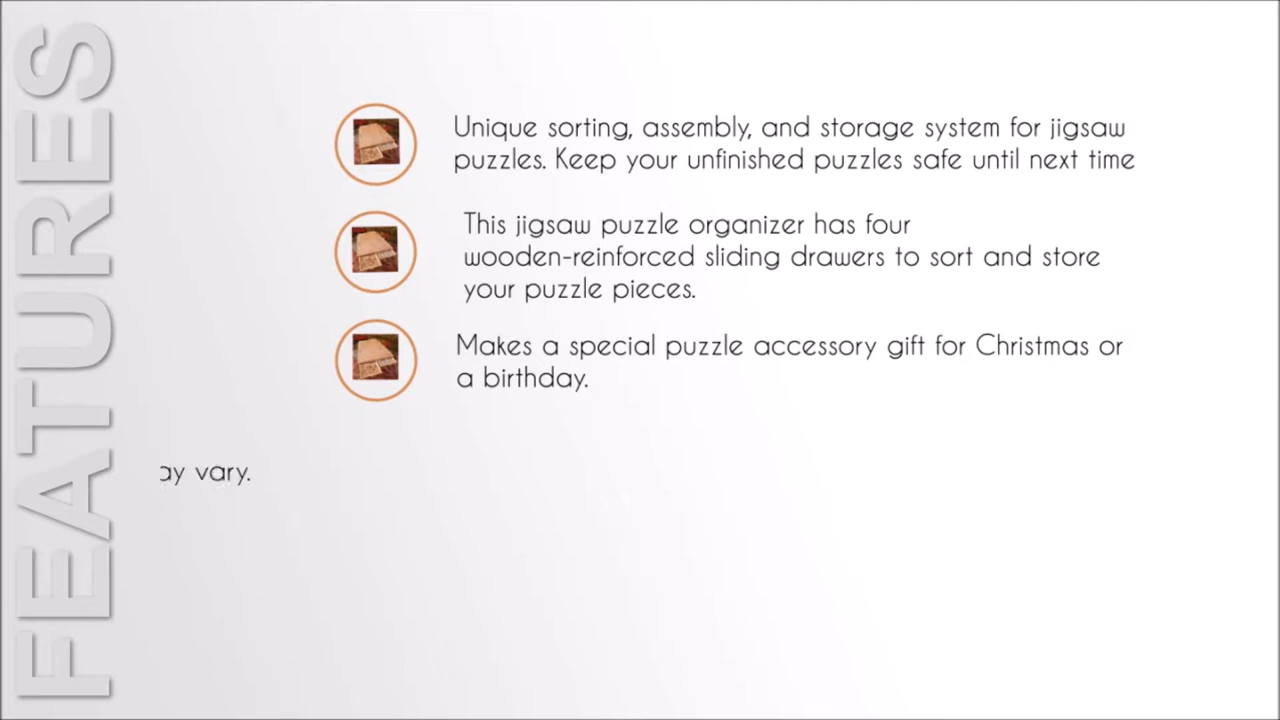 FEATURES
Unique sorting, assembly, and storage system for jigsaw
puzzles. Keep your unfinished puzzles safe until next time
This jigsaw puzzle organizer has four
wooden-reinforced sliding drawers to sort and store
your puzzle pieces.
Makes a special puzzle accessory gift for Christmas or
a birthday.
ay vary.